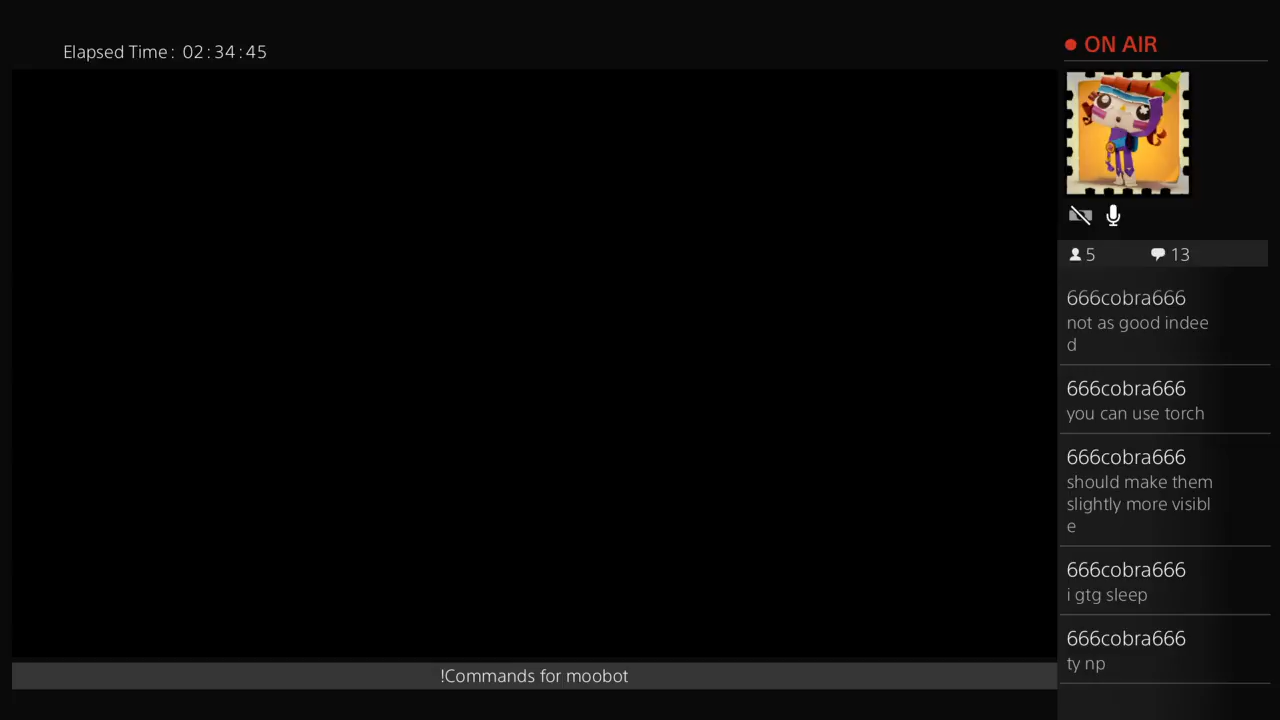 Elapsed Time: 02:34:45
ON AIR
5 13
666cobra666
not as good indee
d
666cobra666
you can use torch
666cobra666
should make them
slightly more visibl
e
666cobra666
i gtg sleep
666cobra666
ty np
!Commands for moobot